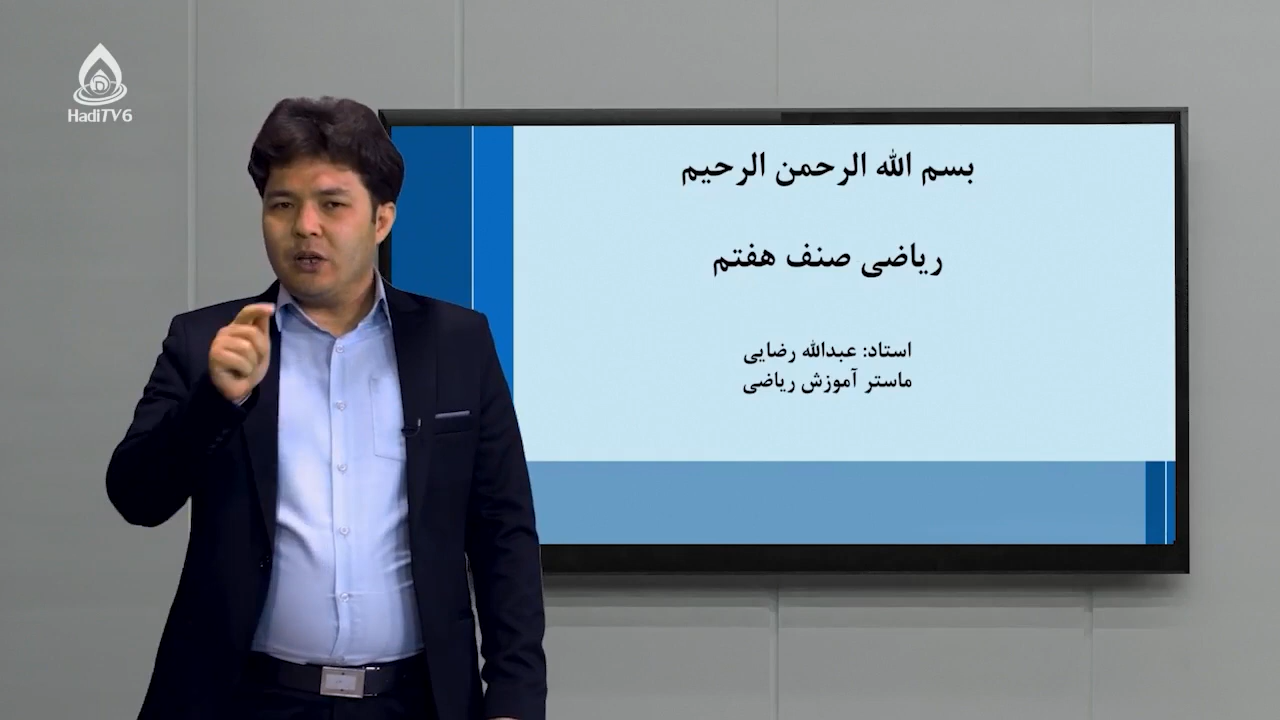 HadiTV6
بسم الله الرحمن الرحیم
ریاضی صنف هفتم
استاد: عبدالله رضایی
ماستر آموزش ریاضی